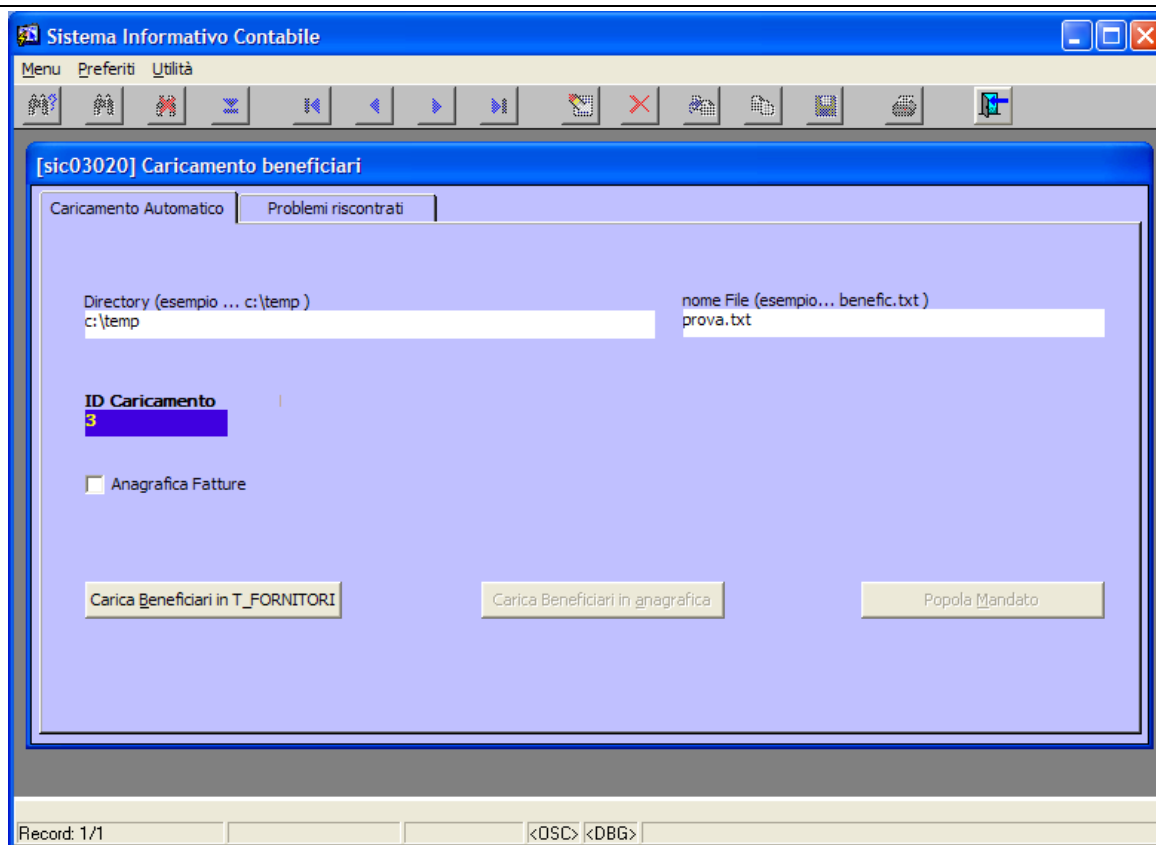 Sistema Informativo Contabile
Menu Preferiti Utilità
[sic03020] Caricamento beneficiari
Caricamento Automatico Problemi riscontrati
Directory (esempio ... c:\temp ) nome File (esempio... benefic.txt )
c:\temp prova.txt
ID Caricamento
3
Anagrafica Fatture
Carica Beneficiari in T_FORNITORI Carica Beneficiari in anagrafica Popola Mandato
Record: 1/1 <OSC> <DBG>